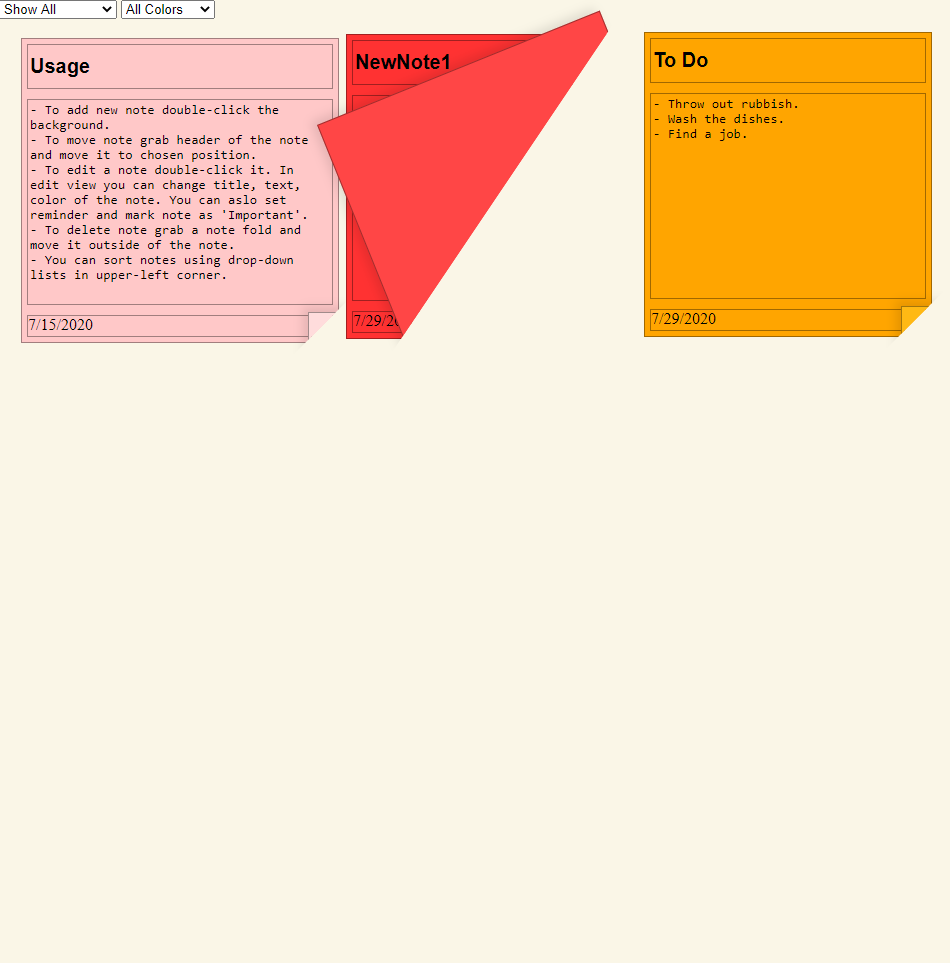 Show All All Colors
Usage
- To add new note double-click the
background.
- To move note grab header of the note
and move it to chosen position.
- To edit a note double-click it. In
edit view you can change title, text,
color of the note. You can aslo set
reminder and mark note as 'Important'.
- To delete note grab a note fold and
move it outside of the note.
- You can sort notes using drop-down
lists in upper-left corner.
7/15/2020
NewNote1
7/29/20
To Do
- Throw out rubbish.
- Wash the dishes.
- Find a job.
7/29/2020